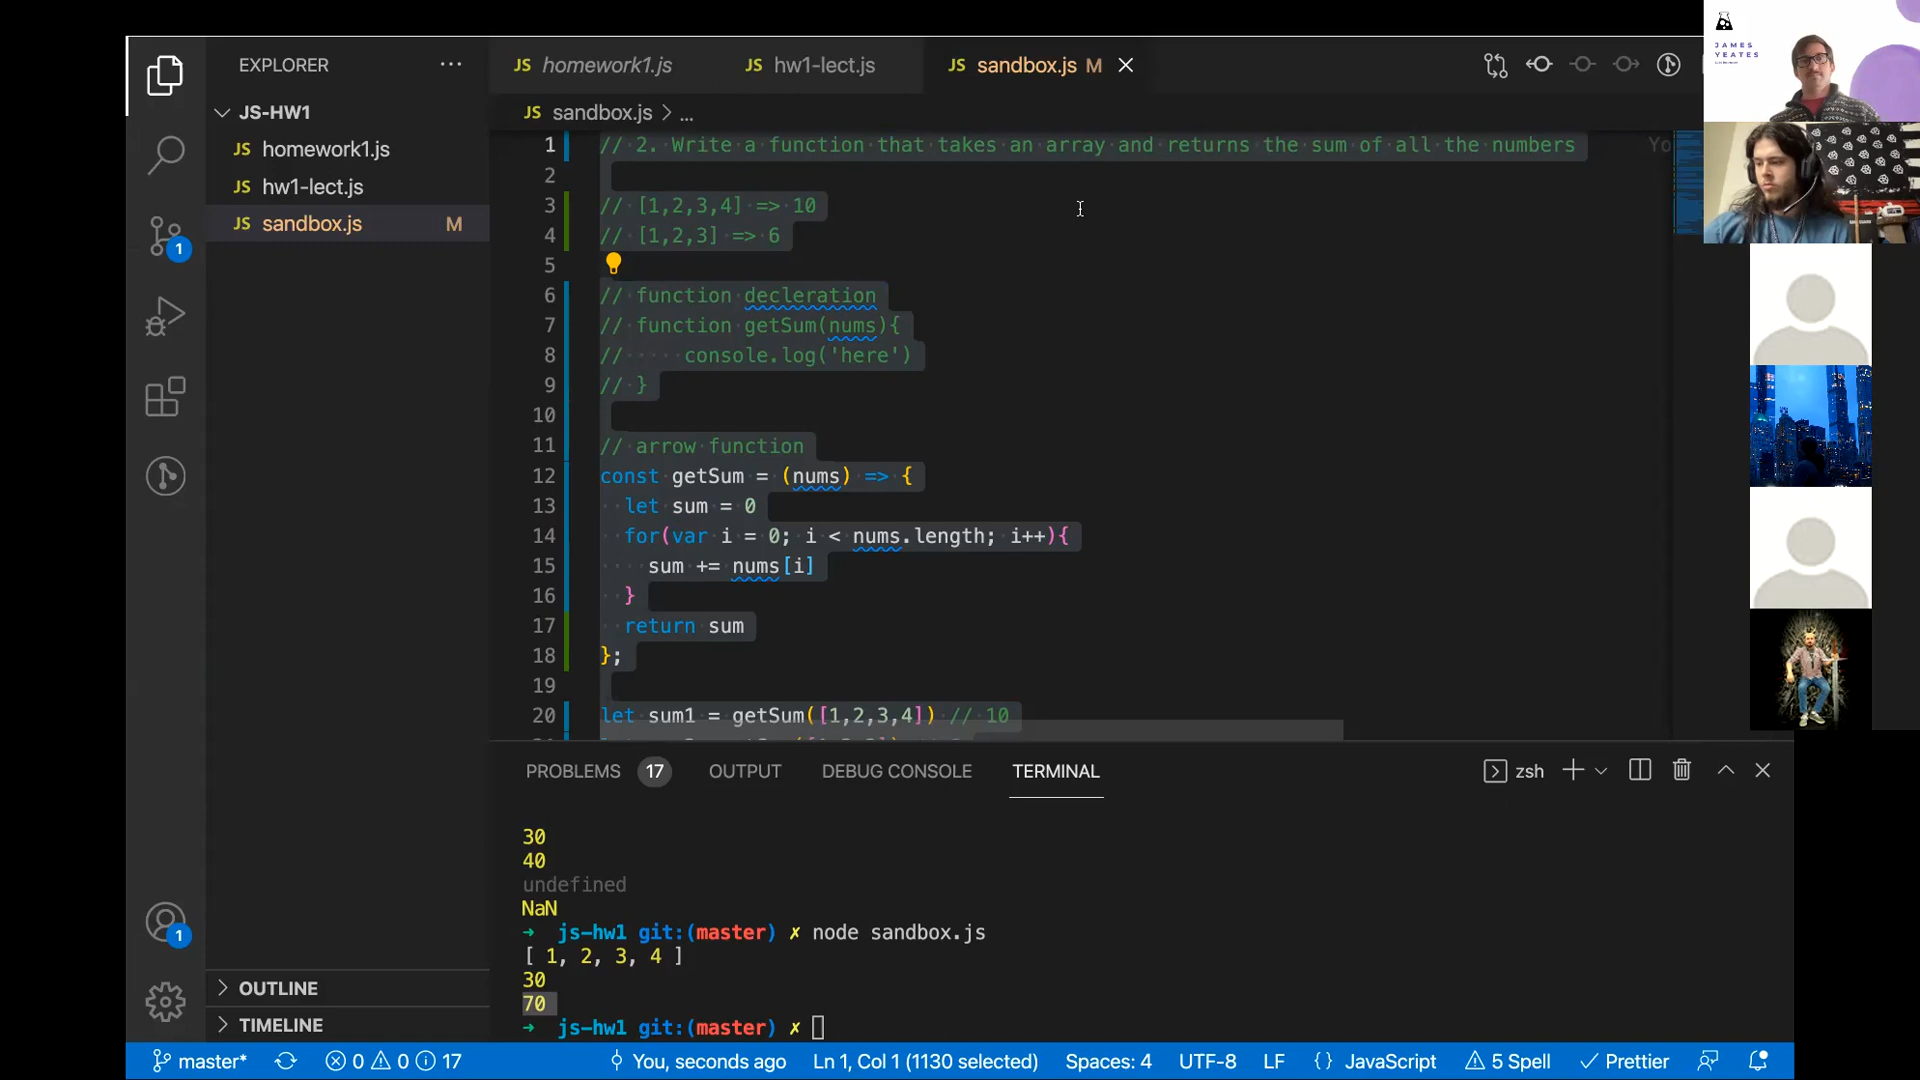 EXPLORER
JS-HW1
JS homework1.js
JS hw1-lect.js
JS sandbox.js M
OUTLINE
TIMELINE
1
1
JS homework1.js
JS hw1-lect.js
JS sandbox.js M
JS sandbox.js > ...
1 // 2. Write a function that takes an array and returns the sum of all the numbers Yo
2
3 // [1,2,3,4] => 10
4 // [1,2,3] => 6
5
6 // function decleration
7 // function getSum(nums){
8 // console.log('here')
9 // }
10
11 // arrow function
12 const getSum = (nums) => {
13 let sum = 0
14 for(var i = 0; i < nums.length; i++){
15 sum += nums[i]
16 }
17 return sum
18 };
19
20 let sum1 = getSum([1,2,3,4]) // 10
PROBLEMS 17 OUTPUT DEBUG CONSOLE TERMINAL zsh
30
40
undefined
NaN
➜ js-hw1 git:(master) ✗ node sandbox.js
[ 1, 2, 3, 4 ]
30
70
➜ js-hw1 git:(master) ✗
master* 0 0 17 You, seconds ago Ln 1, Col 1 (1130 selected) Spaces: 4 UTF-8 LF {} JavaScript 5 Spell Prettier
JAMES
YEATES